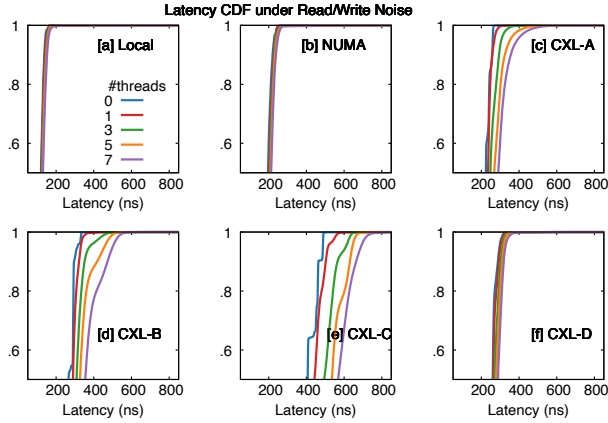 Latency CDF under Read/Write Noise
[a] Local
[b] NUMA
[c] CXL-A
#threads
0
1
3
5
7
1
.8
.6
200 400 600 800
Latency (ns)
1
.8
.6
200 400 600 800
Latency (ns)
1
.8
.6
200 400 600 800
Latency (ns)
[d] CXL-B
[e] CXL-C
[f] CXL-D
1
.8
.6
200 400 600 800
Latency (ns)
1
.8
.6
200 400 600 800
Latency (ns)
1
.8
.6
200 400 600 800
Latency (ns)